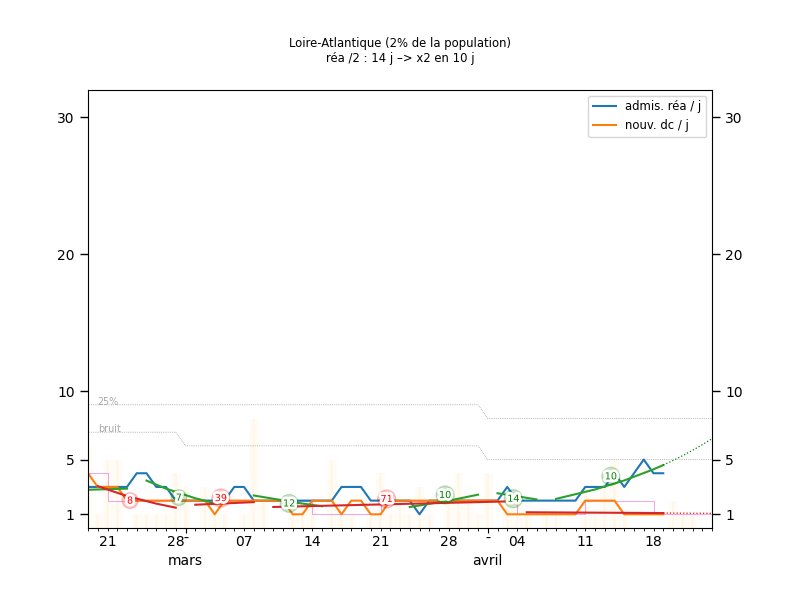 Loire-Atlantique (2% de la population)
réa /2 : 14 j –> x2 en 10 j
admis. réa / j
nouv. dc / j
30 30
20 20
10 10
25%
bruit
5 5
8 7 39 12 71 10 14 10
1 1
21 28 07 14 21 28 04 11 18
mars avril